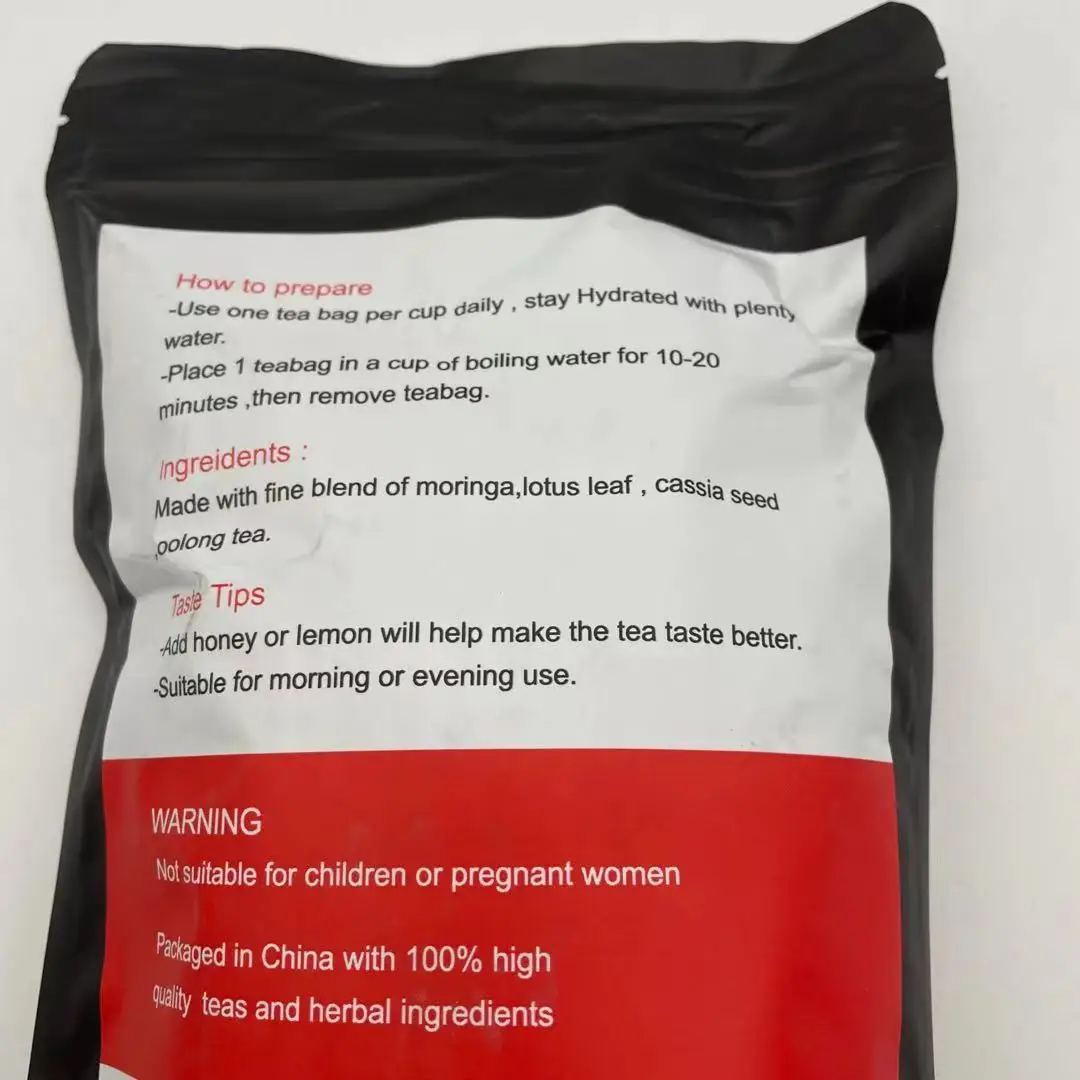 How to prepare
-Use one tea bag per cup daily , stay Hydrated with plenty
water.
-Place 1 teabag in a cup of boiling water for 10-20
minutes ,then remove teabag.
Ingreidents :
Made with fine blend of moringa,lotus leaf , cassia seed
,oolong tea.
Taste Tips
-Add honey or lemon will help make the tea taste better.
-Suitable for morning or evening use.
WARNING
Not suitable for children or pregnant women
Packaged in China with 100% high
quality teas and herbal ingredients